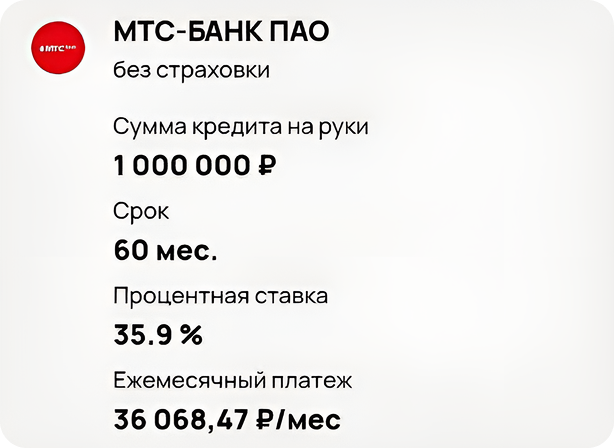 МТС-БАНК ПАО
мтс банк
без страховки
Сумма кредита на руки
1 000 000 ₽
Срок
60 мес.
Процентная ставка
35.9 %
Ежемесячный платеж
36 068,47 ₽/мес